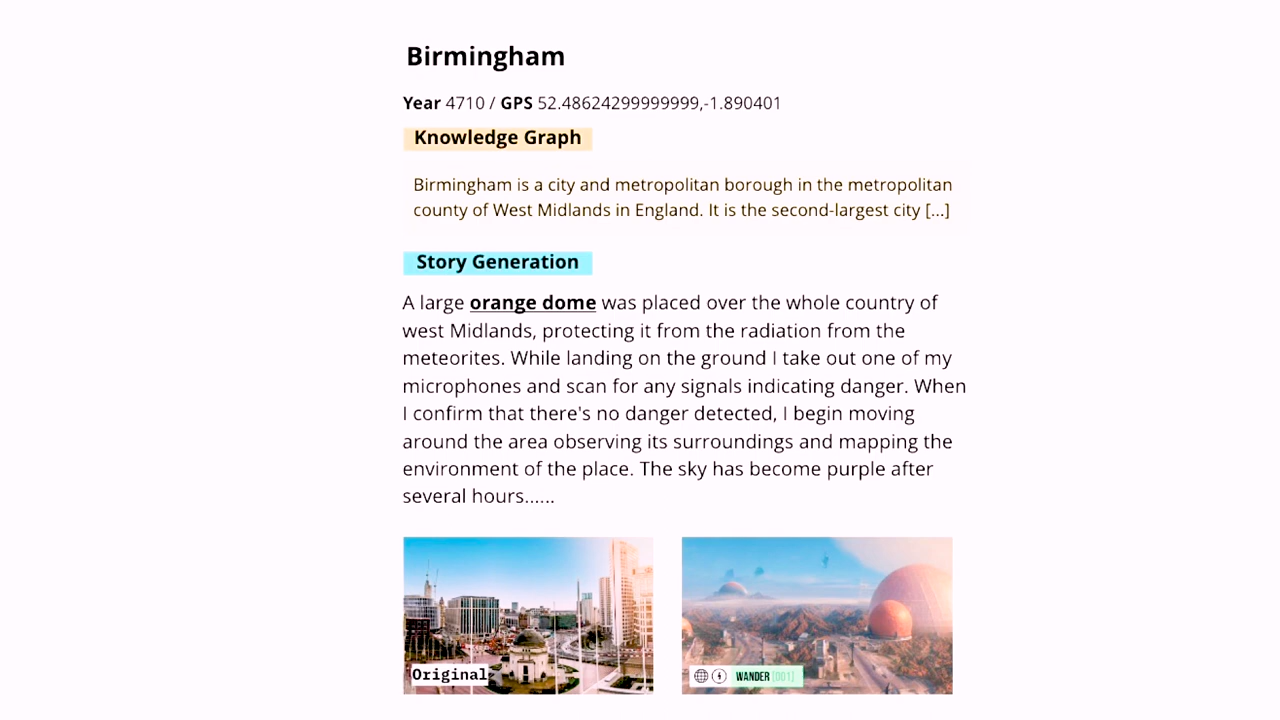 Birmingham
Year 4710 / GPS 52.48624299999999,-1.890401
Knowledge Graph
Birmingham is a city and metropolitan borough in the metropolitan
county of West Midlands in England. It is the second-largest city [...]
Story Generation
A large orange dome was placed over the whole country of
west Midlands, protecting it from the radiation from the
meteorites. While landing on the ground I take out one of my
microphones and scan for any signals indicating danger. When
I confirm that there's no danger detected, I begin moving
around the area observing its surroundings and mapping the
environment of the place. The sky has become purple after
several hours......
Original
WANDER [001]